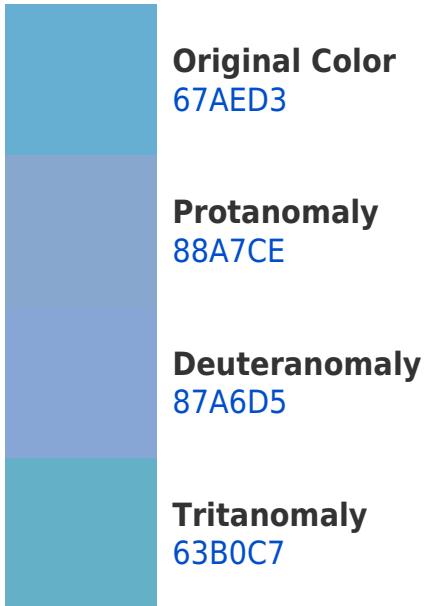 Original Color
67AED3
Protanomaly
88A7CE
Deuteranomaly
87A6D5
Tritanomaly
63B0C7